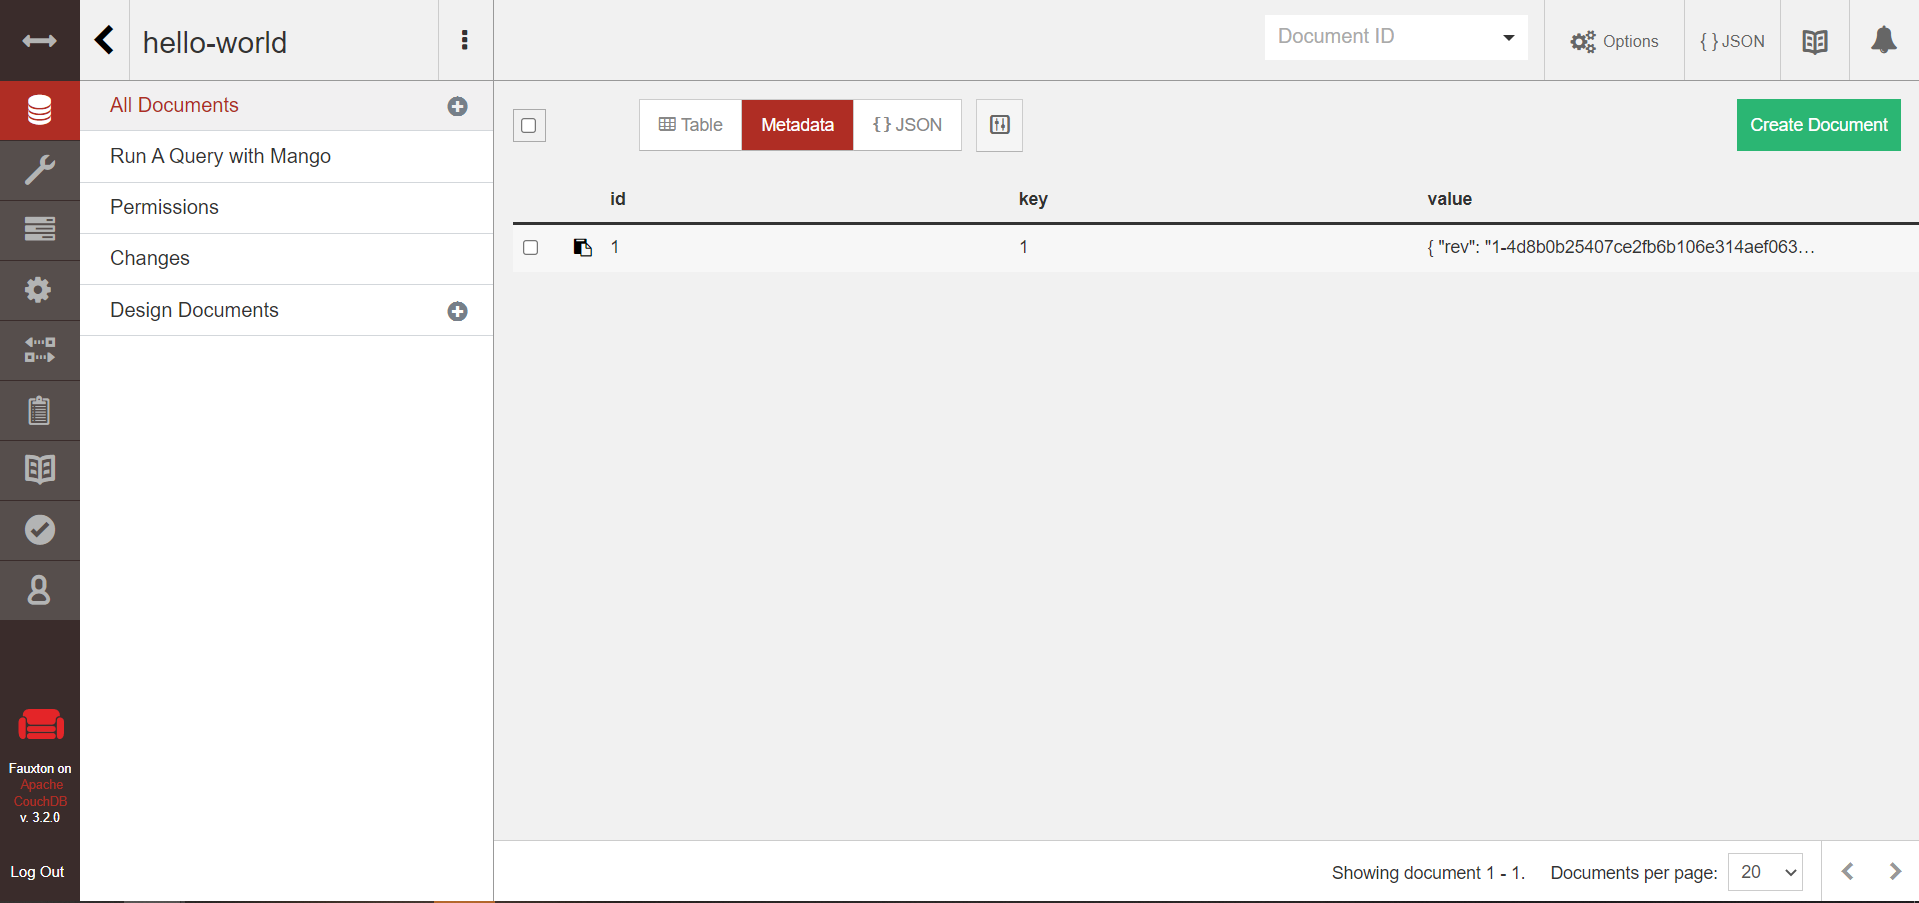 hello-world
Document ID
Options
{ } JSON
All Documents
Run A Query with Mango
Permissions
Changes
Design Documents
Table
Metadata
{ } JSON
Create Document
id key value
1 1 { "rev": "1-4d8b0b25407ce2fb6b106e314aef063…
Fauxton on
Apache
CouchDB
v. 3.2.0
Log Out
Showing document 1 - 1. Documents per page: 20